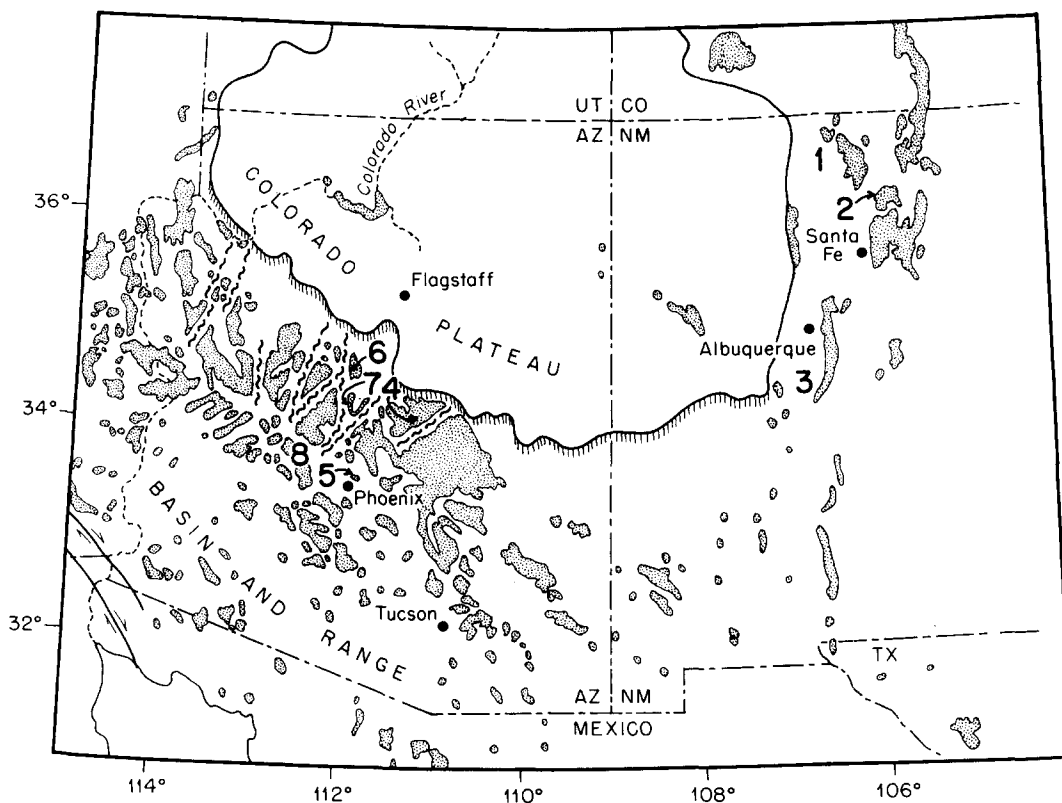 UT CO
AZ NM
Colorado River
1
36°
COLORADO
2
Santa
Fe
Flagstaff
PLATEAU
Albuquerque
6
3
7 4
34°
8
5
Phoenix
BASIN AND RANGE
Tucson
32°
TX
AZ NM
MEXICO
114°
112°
110°
108°
106°